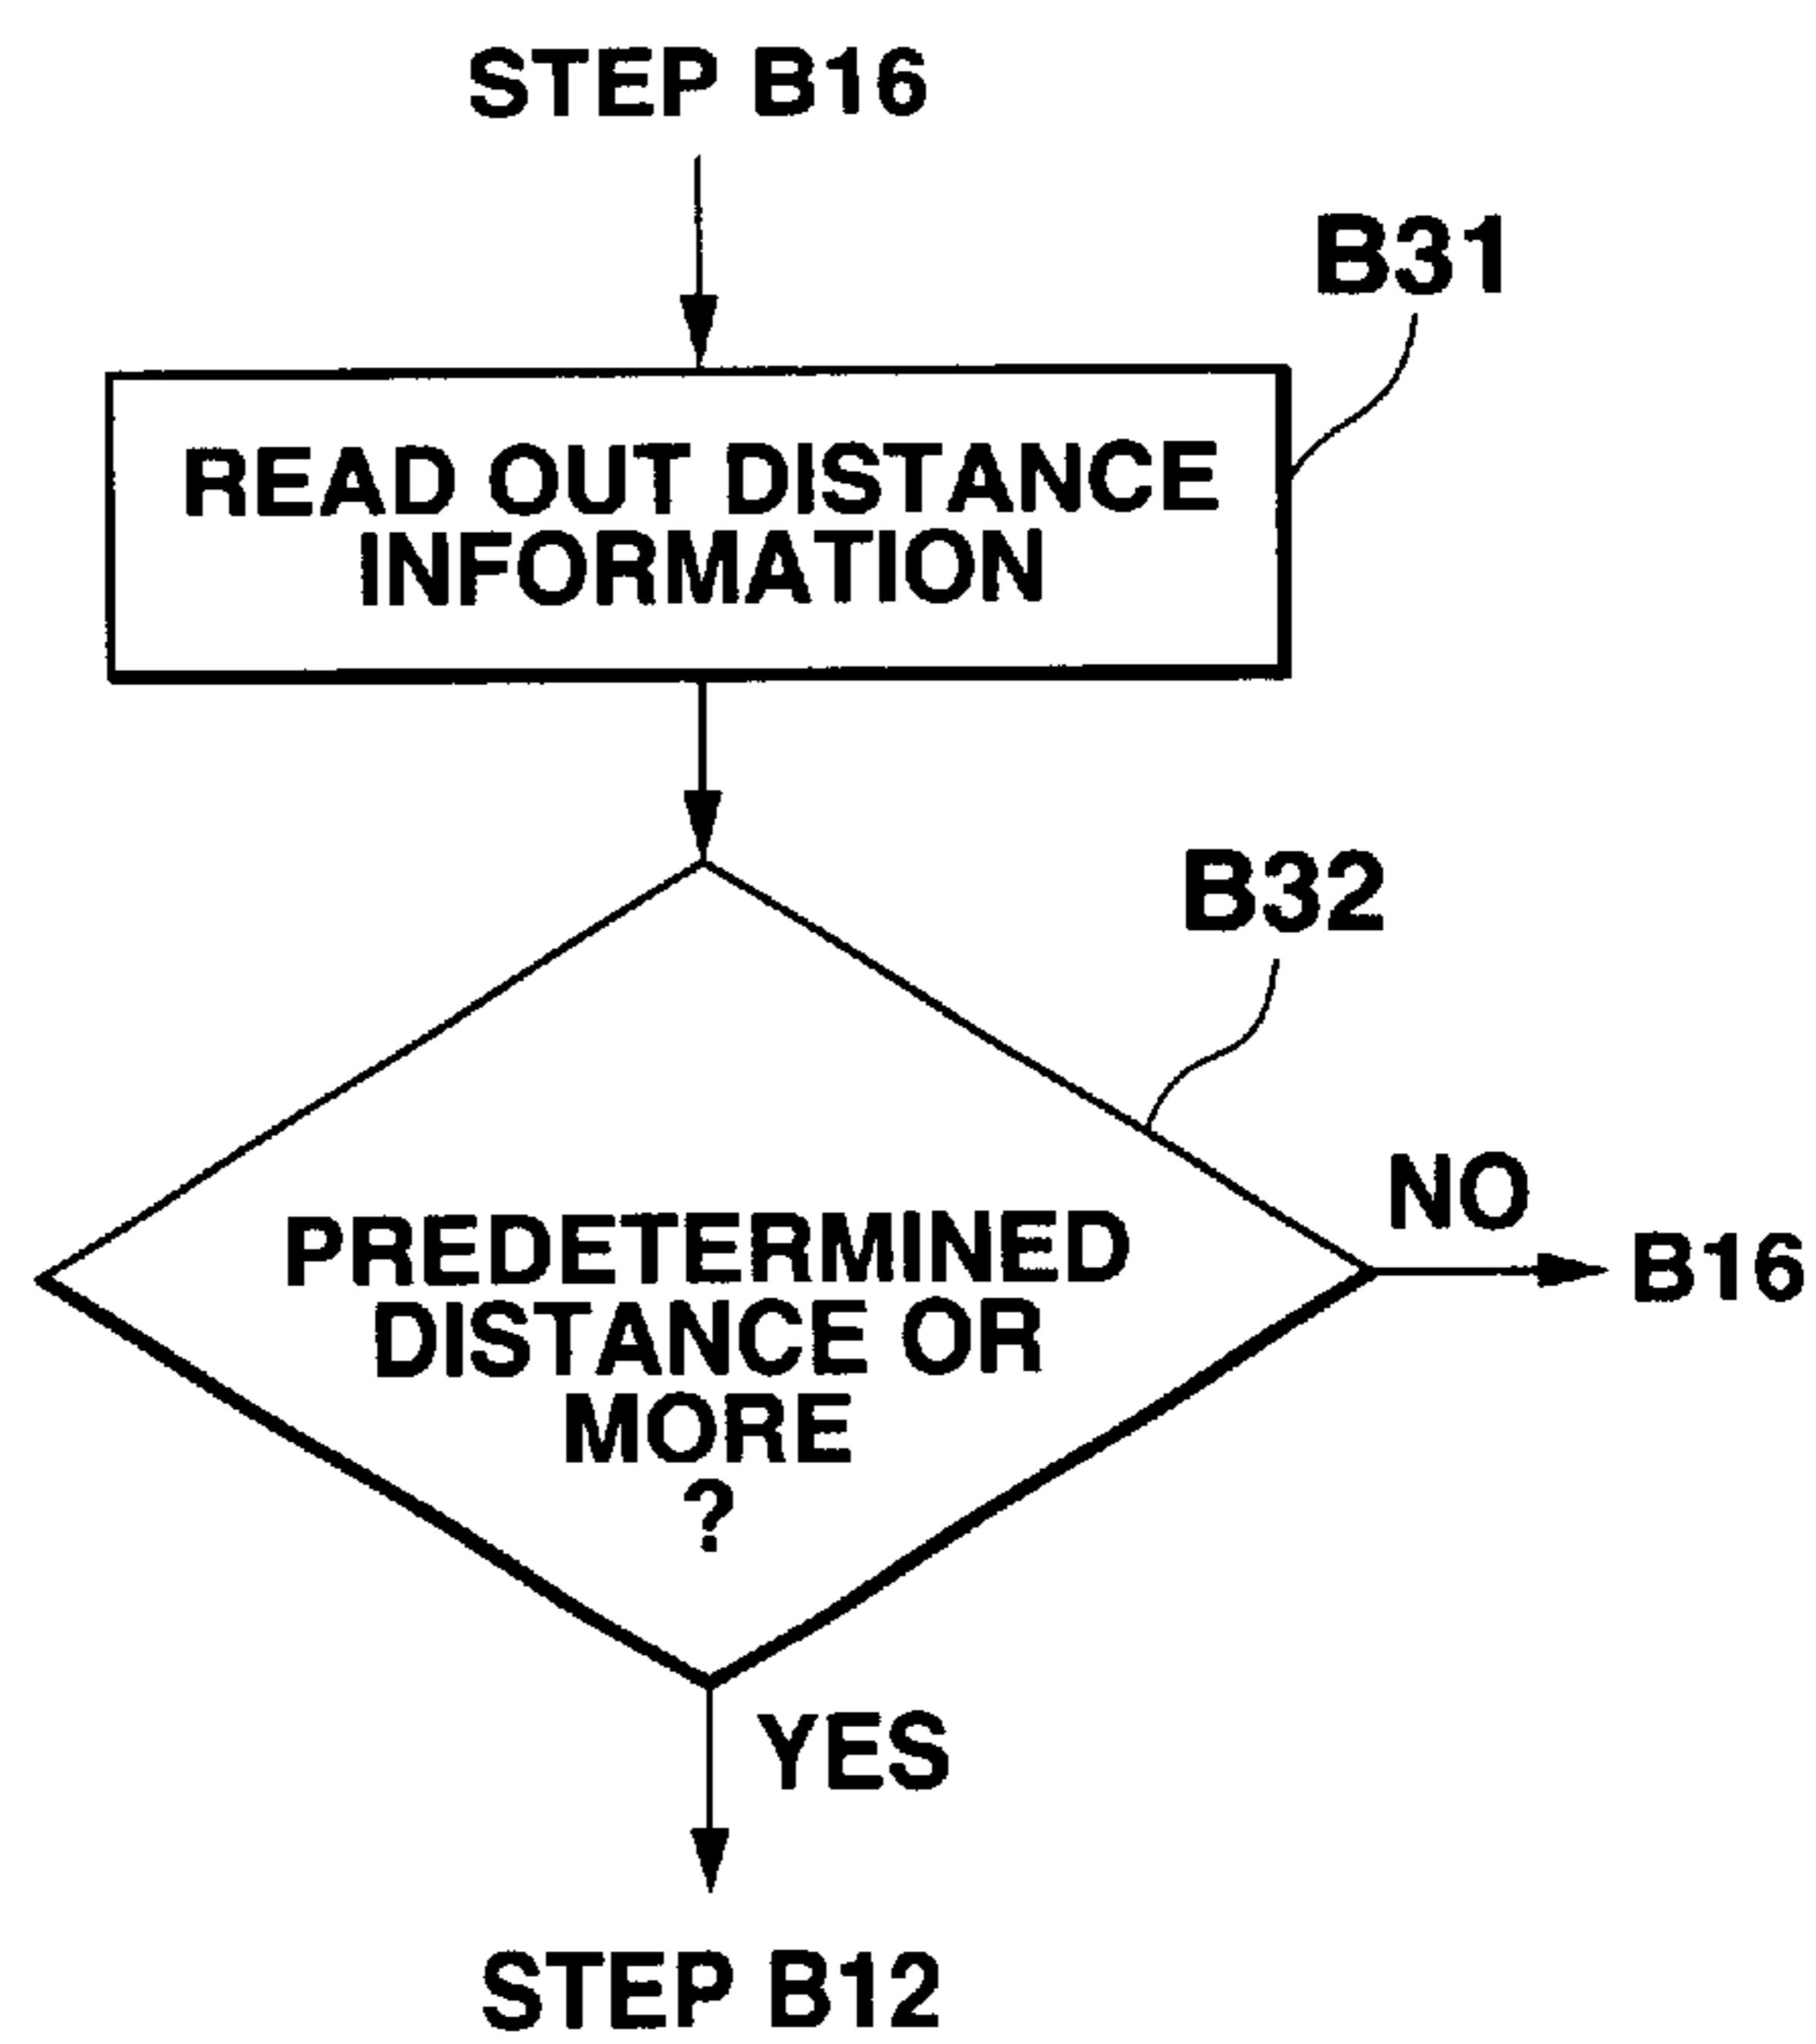 STEP B16
B31
READ OUT DISTANCE
INFORMATION
B32
NO
B16
PREDETERMINED
DISTANCE OR
MORE
?
YES
STEP B12